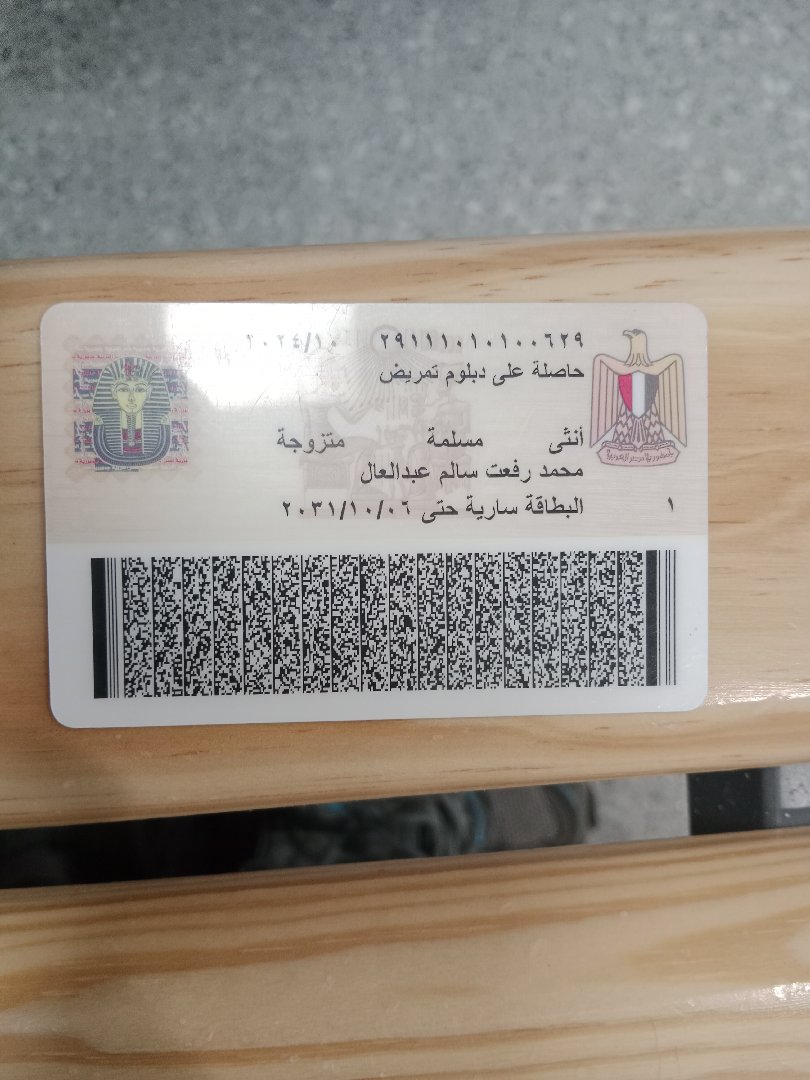 ٢٩١١١٠١٠١٠٠٦٢٩ ٢٠٢٤/١٠
حاصلة على دبلوم تمريض
أنثى مسلمة متزوجة
محمد رفعت سالم عبدالعال
البطاقة سارية حتى ٢٠٣١/١٠/٠٦
١